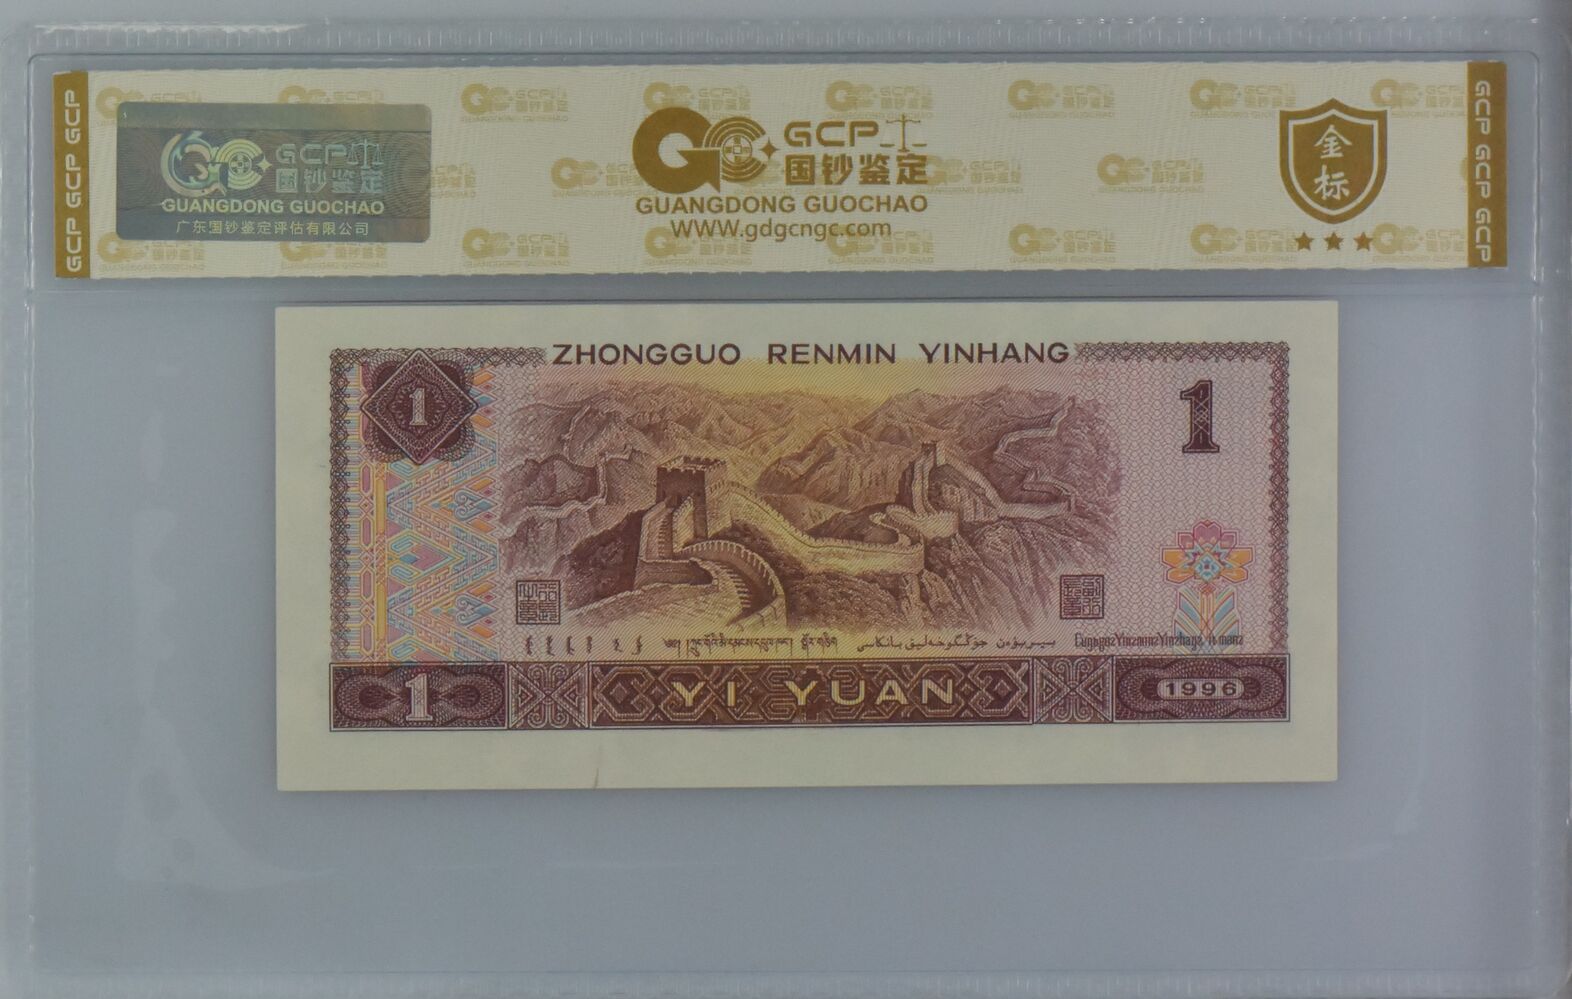 GCP GCP GCP
GCP
国钞鉴定
GUANGDONG GUOCHAO
广东国钞鉴定评估有限公司
GCP
国钞鉴定
GUANGDONG GUOCHAO
WWW.gdgcngc.com
金标
GCP GCP GCP
ZHONGGUO RENMIN YINHANG
1
1
1
YI YUAN
1996